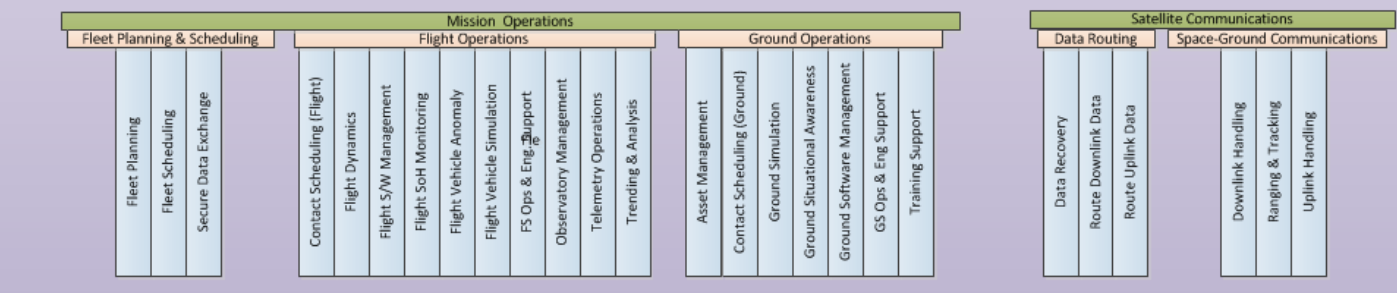 Mission Operations
Fleet Planning & Scheduling
Fleet Planning
Fleet Scheduling
Secure Data Exchange
Flight Operations
Contact Scheduling (Flight)
Flight Dynamics
Flight S/W Management
Flight SoH Monitoring
Flight Vehicle Anomaly
Flight Vehicle Simulation
FS Ops & Eng. Support
File
Observatory Management
Telemetry Operations
Trending & Analysis
Ground Operations
Asset Management
Contact Scheduling (Ground)
Ground Simulation
Ground Situational Awareness
Ground Software Management
GS Ops & Eng Support
Training Support
Satellite Communications
Data Routing
Data Recovery
Route Downlink Data
Route Uplink Data
Space-Ground Communications
Downlink Handling
Ranging & Tracking
Uplink Handling